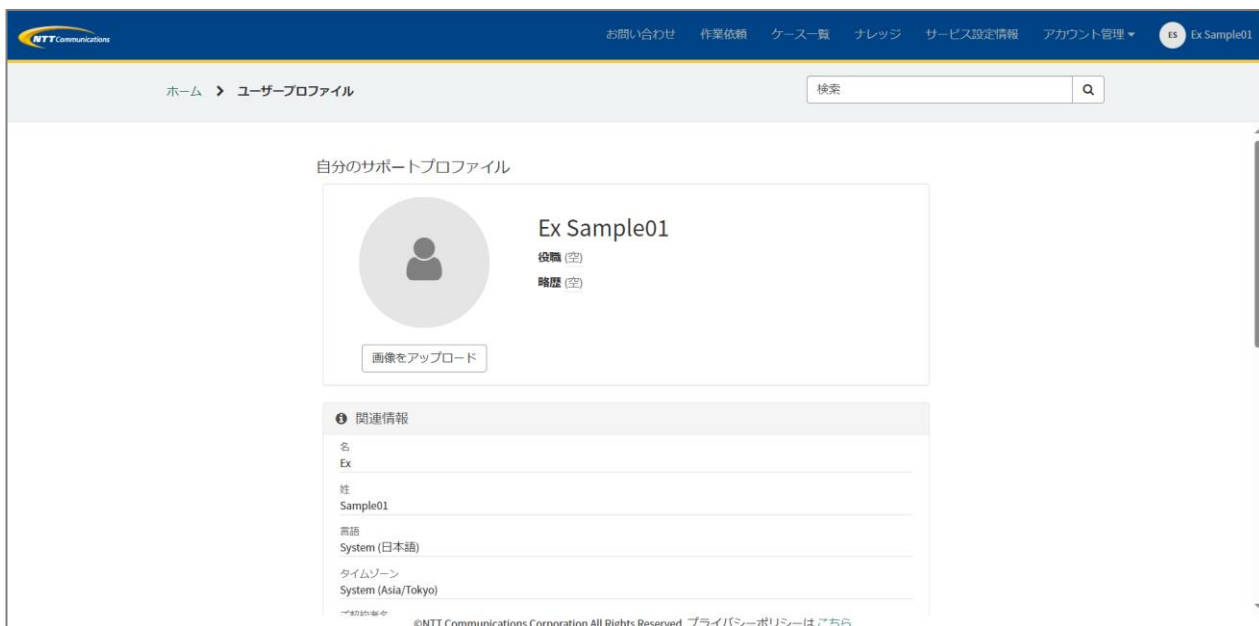 NTT Communications
お問い合わせ 作業依頼 ケース一覧 ナレッジ サービス設定情報 アカウント管理 ES Ex Sample01
ホーム ユーザープロファイル 検索
自分のサポートプロファイル
Ex Sample01
役職 (空)
略歴 (空)
画像をアップロード
関連情報
名
Ex
姓
Sample01
言語
System (日本語)
タイムゾーン
System (Asia/Tokyo)
ご契約者名
©NTT Communications Corporation All Rights Reserved プライバシーポリシーは こちら